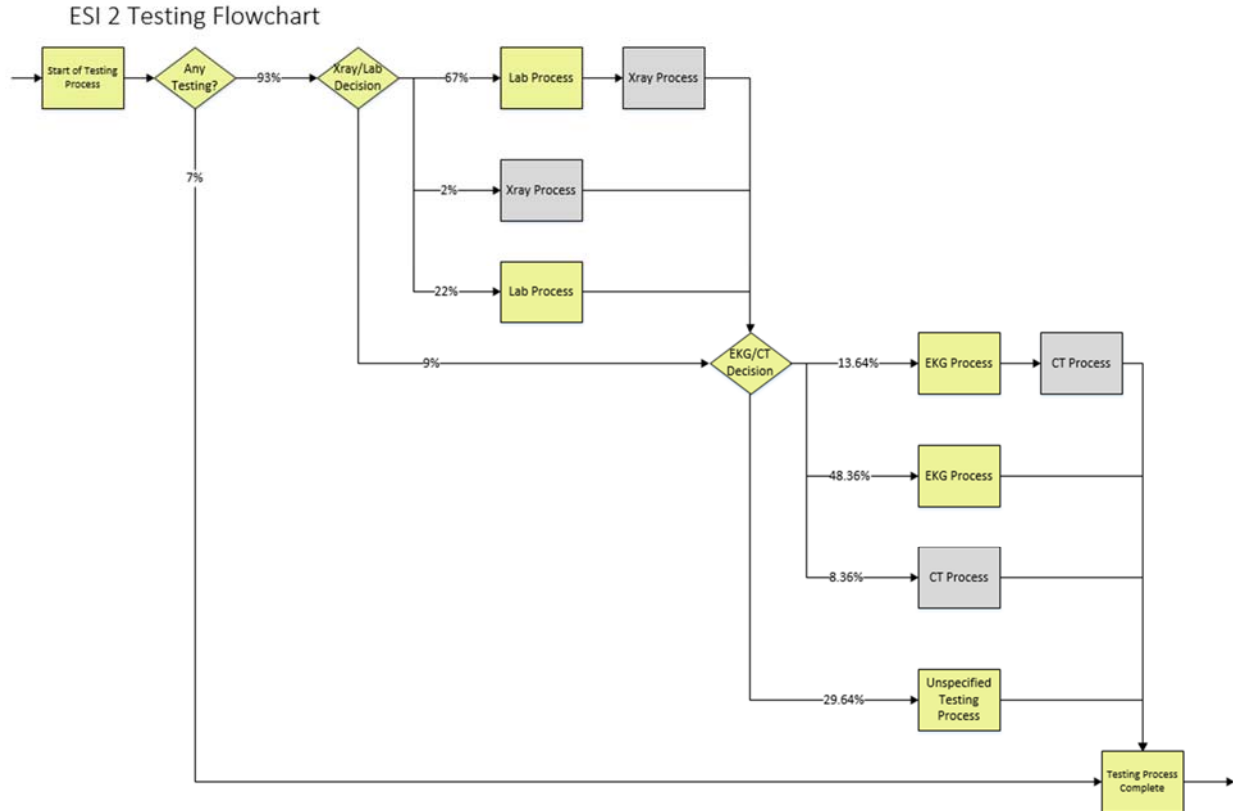 ESI 2 Testing Flowchart
Start of Testing
Process
Any
Testing?
93%
Xray/Lab
Decision
67%
Lab Process
Xray Process
7%
2%
Xray Process
22%
Lab Process
9%
EKG/CT
Decision
13.64%
EKG Process
CT Process
48.36%
EKG Process
8.36%
CT Process
29.64%
Unspecified
Testing
Process
Testing Process
Complete